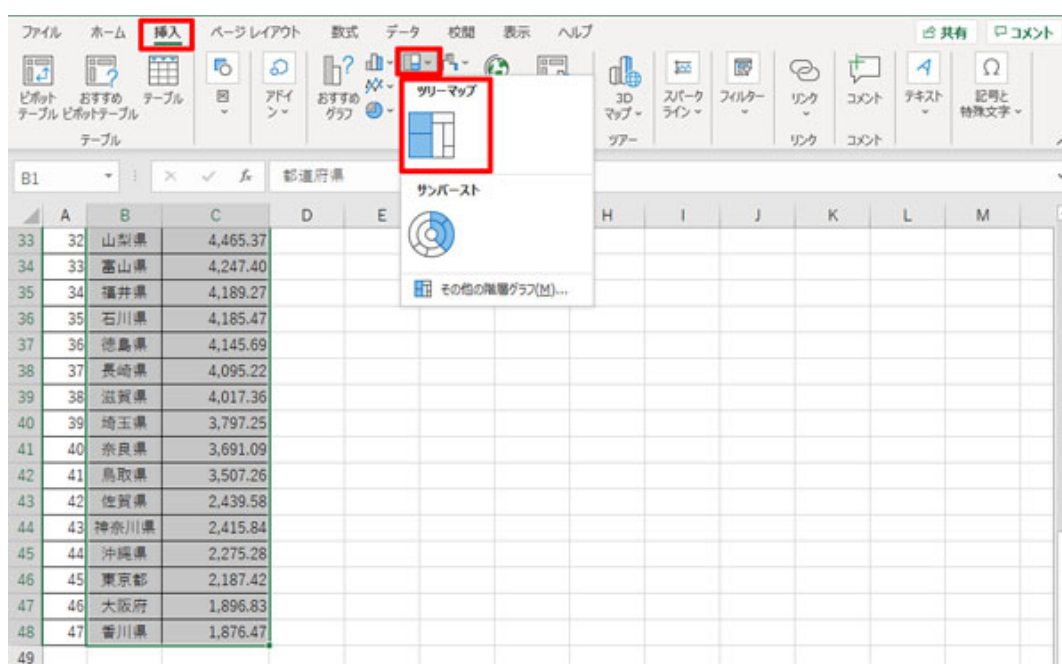 ファイル ホーム 挿入 ページ レイアウト 数式 データ 校閲 表示 ヘルプ 共有 コメント
ピボットテーブル おすすめピボットテーブル テーブル 図 アドイン おすすめグラフ 3Dマップ スパークライン フィルター リンク コメント テキスト 記号と特殊文字
テーブル ツアー リンク コメント
ツリーマップ
サンバースト
その他の階層グラフ(M)...
B1 fx 都道府県
A B C D E H I J K L M
33 32 山梨県 4,465.37
34 33 富山県 4,247.40
35 34 福井県 4,189.27
36 35 石川県 4,185.47
37 36 徳島県 4,145.69
38 37 長崎県 4,095.22
39 38 滋賀県 4,017.36
40 39 埼玉県 3,797.25
41 40 奈良県 3,691.09
42 41 鳥取県 3,507.26
43 42 佐賀県 2,439.58
44 43 神奈川県 2,415.84
45 44 沖縄県 2,275.28
46 45 東京都 2,187.42
47 46 大阪府 1,896.83
48 47 香川県 1,876.47
49